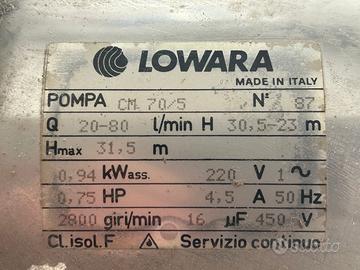 LOWARA
MADE IN ITALY
POMPA CM 70/5 N° 87
Q 20-80 l/min H 30,5-23 m
Hmax 31,5 m
0,94 kWass. 220 V 1~
0,75 HP 4,5 A 50 Hz
2800 giri/min 16 µF 450 V
Cl.isol.F Servizio continuo
subito